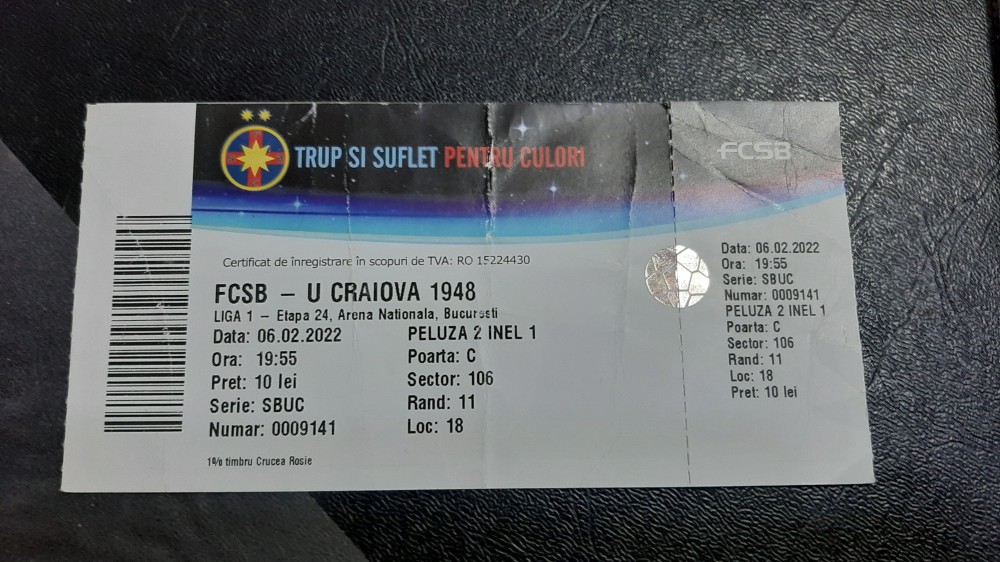 TRUP SI SUFLET PENTRU CULORI
FCSB
Certificat de înregistrare în scopuri de TVA: RO 15224430
FCSB – U CRAIOVA 1948
LIGA 1 – Etapa 24, Arena Nationala, Bucuresti
Data: 06.02.2022
Ora: 19:55
Pret: 10 lei
Serie: SBUC
Numar: 0009141
PELUZA 2 INEL 1
Poarta: C
Sector: 106
Rand: 11
Loc: 18
1% timbru Crucea Rosie
Data: 06.02.2022
Ora: 19:55
Serie: SBUC
Numar: 0009141
PELUZA 2 INEL 1
Poarta: C
Sector: 106
Rand: 11
Loc: 18
Pret: 10 lei